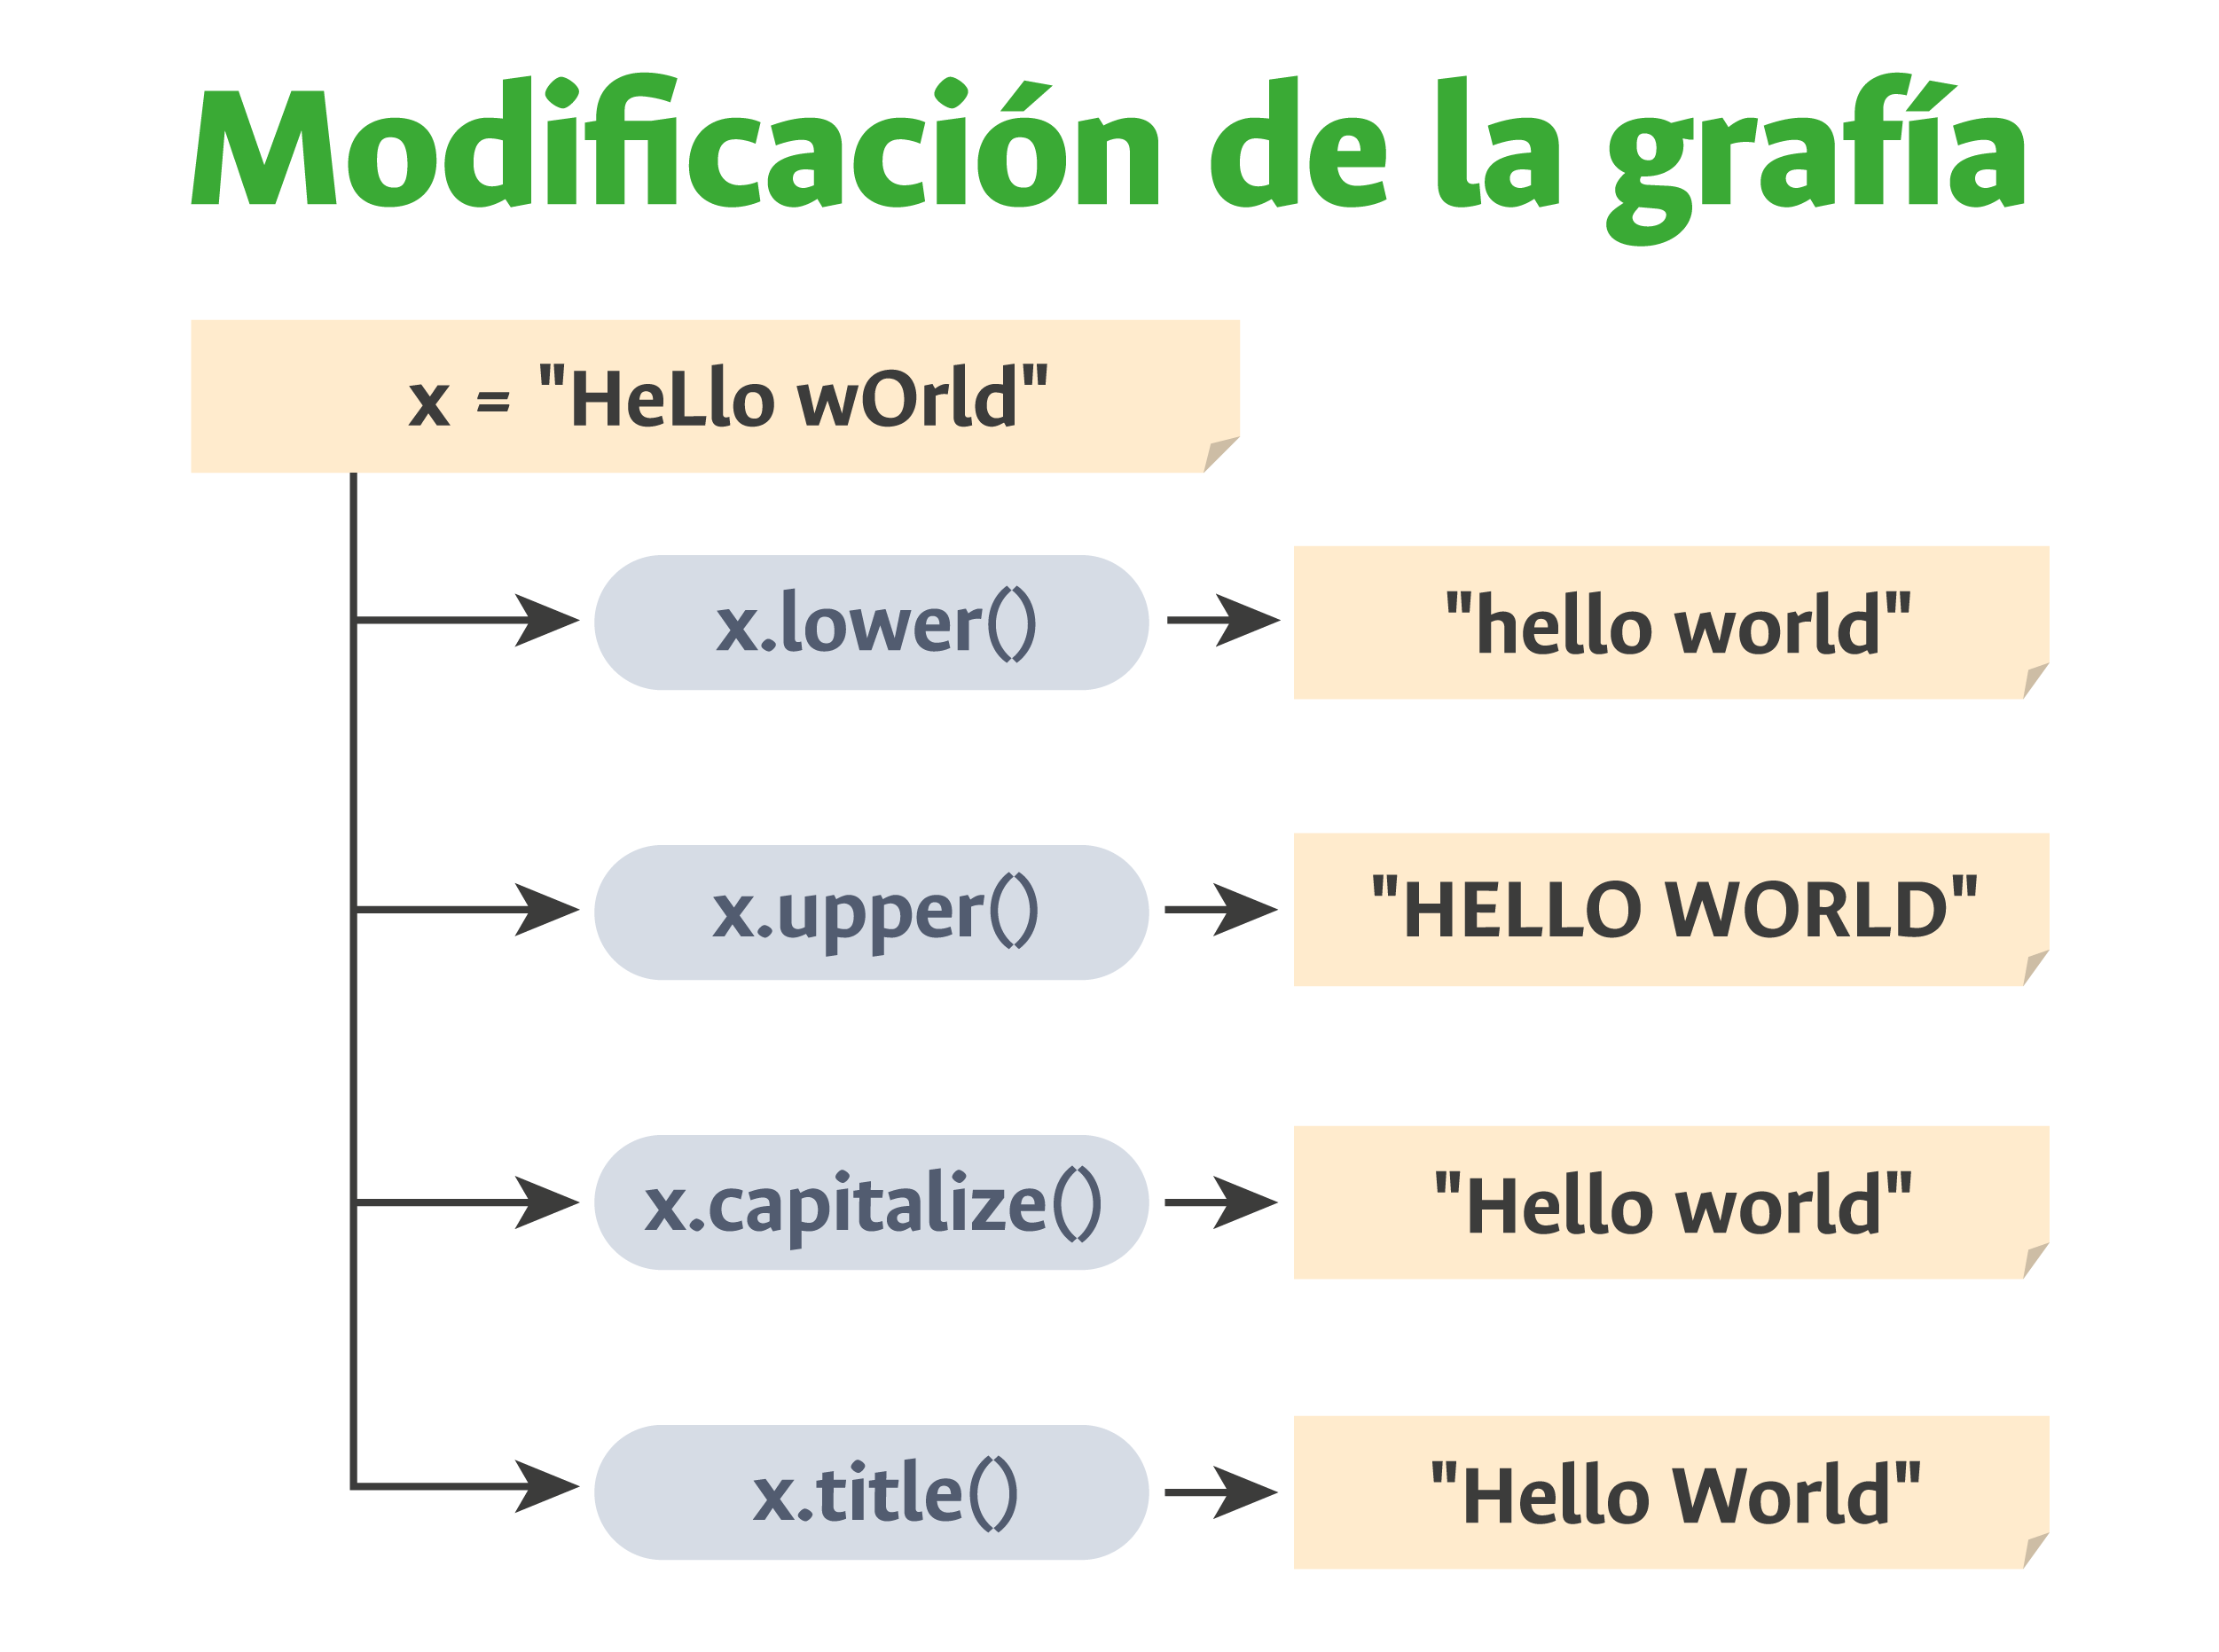 Modificación de la grafía
x = "HeLlo wOrld"
x.lower()
"hello world"
x.upper()
"HELLO WORLD"
x.capitalize()
"Hello world"
x.title()
"Hello World"